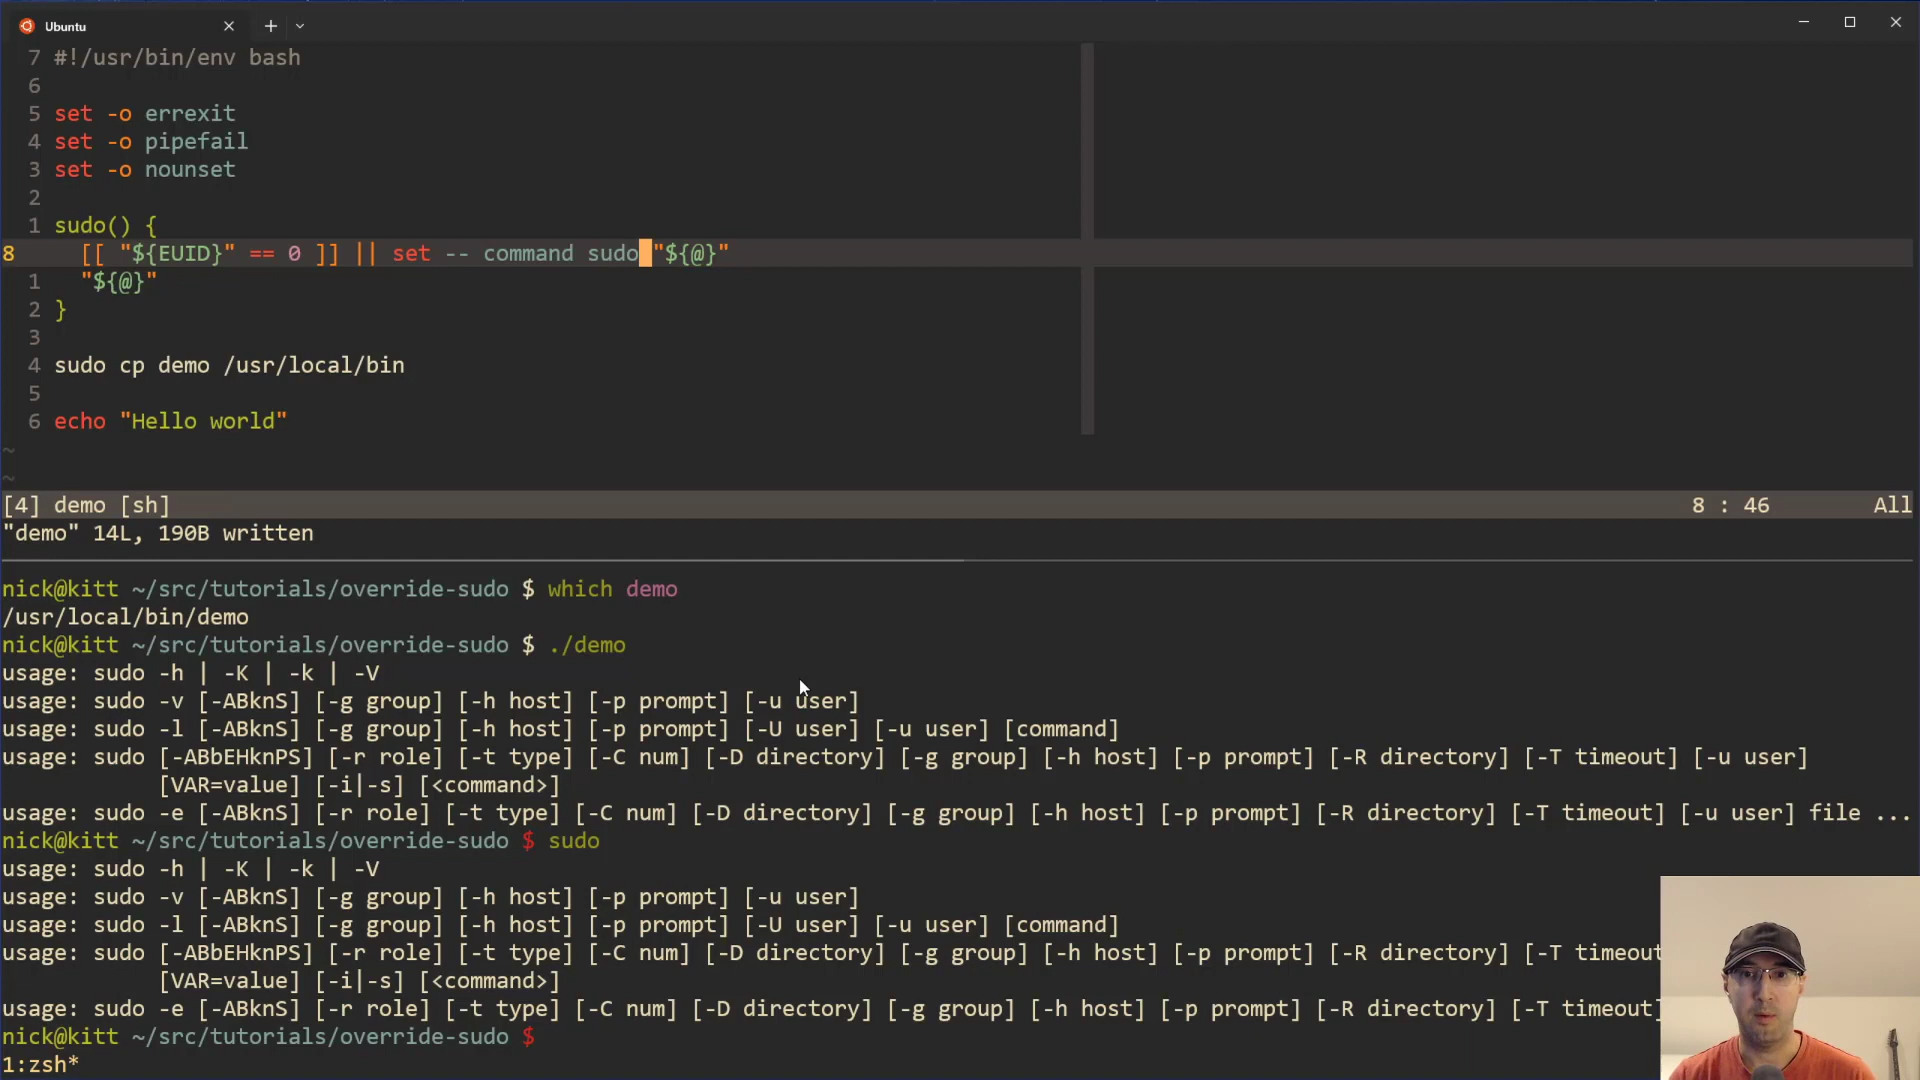 Ubuntu
7 #!/usr/bin/env bash
6
5 set -o errexit
4 set -o pipefail
3 set -o nounset
2
1 sudo() {
8 [[ "${EUID}" == 0 ]] || set -- command sudo "${@}"
1 "${@}"
2 }
3
4 sudo cp demo /usr/local/bin
5
6 echo "Hello world"
~
~
[4] demo [sh] 8 : 46 All
"demo" 14L, 190B written
nick@kitt ~/src/tutorials/override-sudo $ which demo
/usr/local/bin/demo
nick@kitt ~/src/tutorials/override-sudo $ ./demo
usage: sudo -h | -K | -k | -V
usage: sudo -v [-ABknS] [-g group] [-h host] [-p prompt] [-u user]
usage: sudo -l [-ABknS] [-g group] [-h host] [-p prompt] [-U user] [-u user] [command]
usage: sudo [-ABbEHknPS] [-r role] [-t type] [-C num] [-D directory] [-g group] [-h host] [-p prompt] [-R directory] [-T timeout] [-u user]
[VAR=value] [-i|-s] [<command>]
usage: sudo -e [-ABknS] [-r role] [-t type] [-C num] [-D directory] [-g group] [-h host] [-p prompt] [-R directory] [-T timeout] [-u user] file ...
nick@kitt ~/src/tutorials/override-sudo $ sudo
usage: sudo -h | -K | -k | -V
usage: sudo -v [-ABknS] [-g group] [-h host] [-p prompt] [-u user]
usage: sudo -l [-ABknS] [-g group] [-h host] [-p prompt] [-U user] [-u user] [command]
usage: sudo [-ABbEHknPS] [-r role] [-t type] [-C num] [-D directory] [-g group] [-h host] [-p prompt] [-R directory] [-T timeout
[VAR=value] [-i|-s] [<command>]
usage: sudo -e [-ABknS] [-r role] [-t type] [-C num] [-D directory] [-g group] [-h host] [-p prompt] [-R directory] [-T timeout]
nick@kitt ~/src/tutorials/override-sudo $
1:zsh*